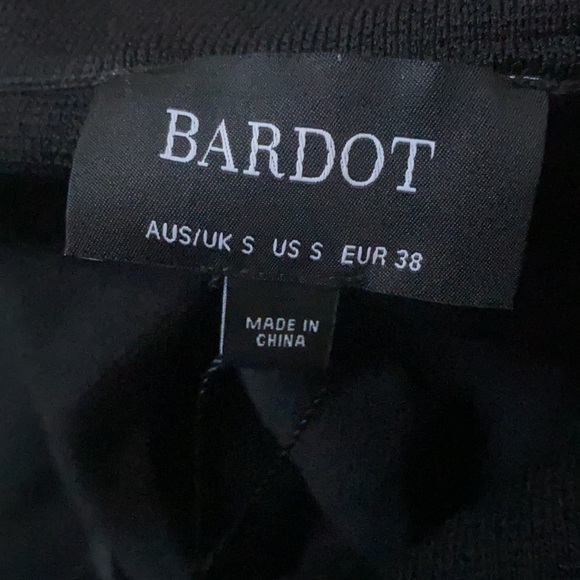 BARDOT
AUS/UK S US S EUR 38
MADE IN
CHINA